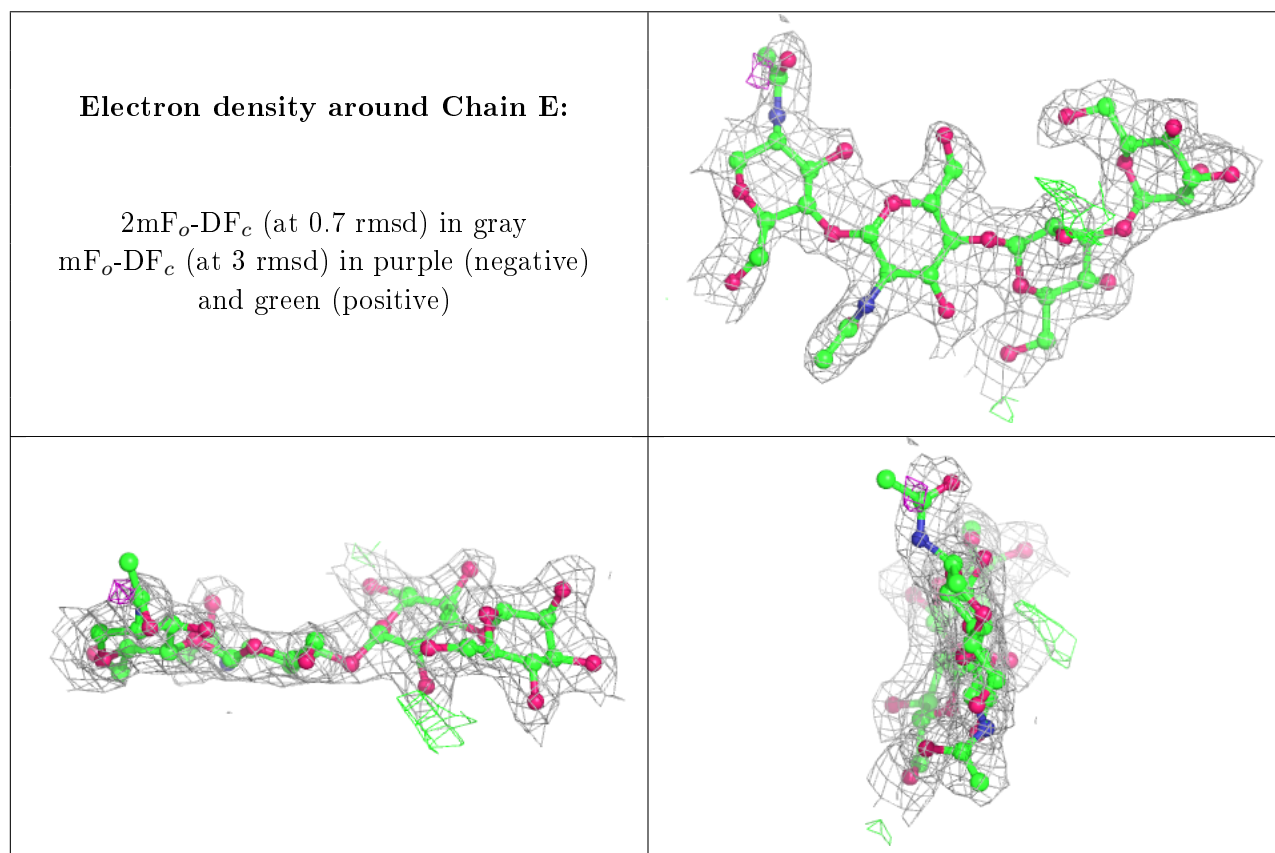 Electron density around Chain E:
2mFₒ-DF𝑐 (at 0.7 rmsd) in gray
mFₒ-DF𝑐 (at 3 rmsd) in purple (negative)
and green (positive)